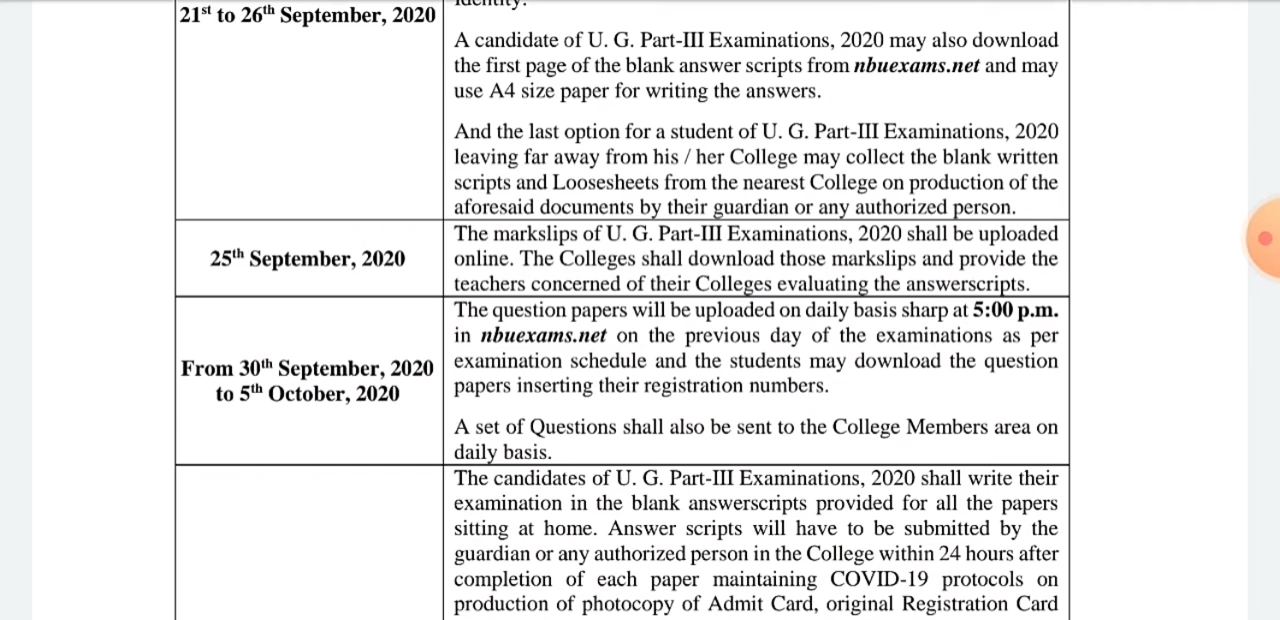 identity.
21st to 26th September, 2020
A candidate of U. G. Part-III Examinations, 2020 may also download
the first page of the blank answer scripts from nbuexams.net and may
use A4 size paper for writing the answers.
And the last option for a student of U. G. Part-III Examinations, 2020
leaving far away from his / her College may collect the blank written
scripts and Loosesheets from the nearest College on production of the
aforesaid documents by their guardian or any authorized person.
25th September, 2020
The markslips of U. G. Part-III Examinations, 2020 shall be uploaded
online. The Colleges shall download those markslips and provide the
teachers concerned of their Colleges evaluating the answerscripts.
From 30th September, 2020
to 5th October, 2020
The question papers will be uploaded on daily basis sharp at 5:00 p.m.
in nbuexams.net on the previous day of the examinations as per
examination schedule and the students may download the question
papers inserting their registration numbers.
A set of Questions shall also be sent to the College Members area on
daily basis.
The candidates of U. G. Part-III Examinations, 2020 shall write their
examination in the blank answerscripts provided for all the papers
sitting at home. Answer scripts will have to be submitted by the
guardian or any authorized person in the College within 24 hours after
completion of each paper maintaining COVID-19 protocols on
production of photocopy of Admit Card, original Registration Card